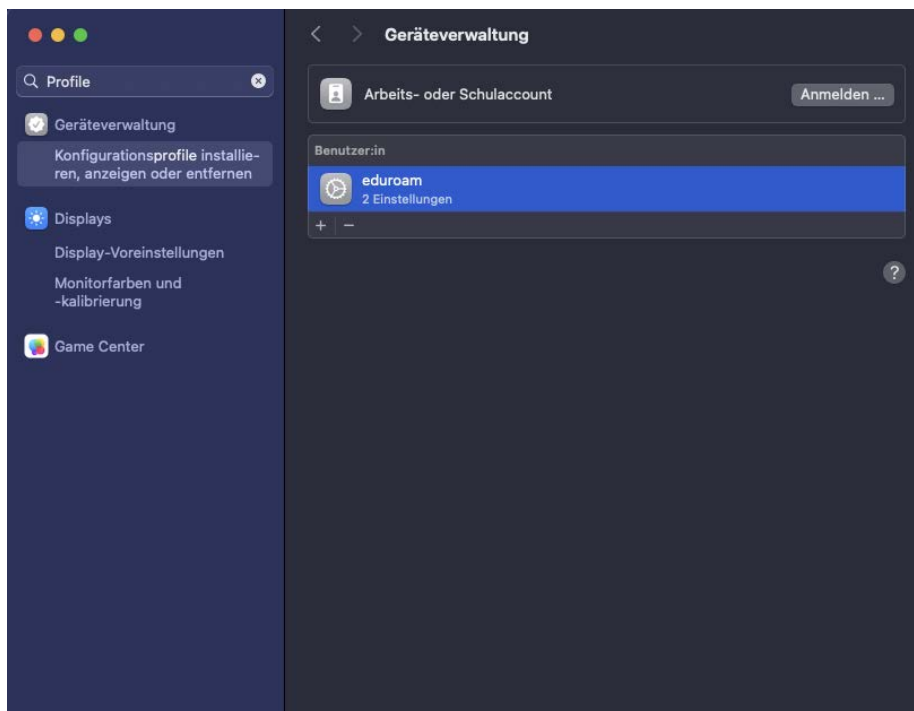 Profile
Geräteverwaltung
Konfigurationsprofile installie-
ren, anzeigen oder entfernen
Displays
Display-Voreinstellungen
Monitorfarben und
-kalibrierung
Game Center
Geräteverwaltung
Arbeits- oder Schulaccount
Anmelden ...
Benutzer:in
eduroam
2 Einstellungen
+ −
?